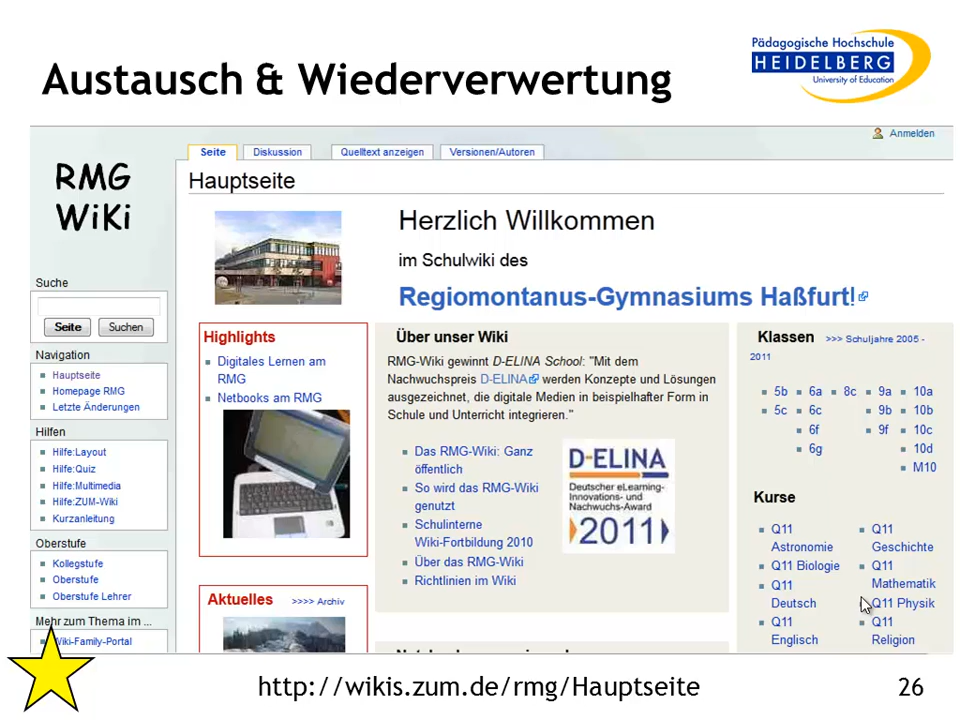 Austausch & Wiederverwertung
Pädagogische Hochschule
HEIDELBERG
University of Education
Anmelden
Seite
Diskussion
Quelltext anzeigen
Versionen/Autoren
RMG
WiKi
Hauptseite
Herzlich Willkommen
im Schulwiki des
Regiomontanus-Gymnasiums Haßfurt!
Suche
Seite
Suchen
Navigation
Hauptseite
Homepage RMG
Letzte Änderungen
Hilfen
Hilfe:Layout
Hilfe:Quiz
Hilfe:Multimedia
Hilfe:ZUM-Wiki
Kurzanleitung
Oberstufe
Kollegstufe
Oberstufe
Oberstufe Lehrer
Mehr zum Thema im ...
Wiki-Family-Portal
Highlights
Digitales Lernen am
RMG
Netbooks am RMG
Aktuelles >>>> Archiv
Über unser Wiki
RMG-Wiki gewinnt D-ELINA School: "Mit dem
Nachwuchspreis D-ELINA werden Konzepte und Lösungen
ausgezeichnet, die digitale Medien in beispielhafter Form in
Schule und Unterricht integrieren."
Das RMG-Wiki: Ganz
öffentlich
So wird das RMG-Wiki
genutzt
Schulinterne
Wiki-Fortbildung 2010
Über das RMG-Wiki
Richtlinien im Wiki
D-ELINA
Deutscher eLearning-
Innovations- und
Nachwuchs-Award
2011
Klassen >>> Schuljahre 2005 -
2011
5b 6a 8c 9a 10a
5c 6c 9b 10b
6f 9f 10c
6g 10d
M10
Kurse
Q11
Astronomie
Q11 Biologie
Q11
Deutsch
Q11
Englisch
Q11
Geschichte
Q11
Mathematik
Q11 Physik
Q11
Religion
http://wikis.zum.de/rmg/Hauptseite
26